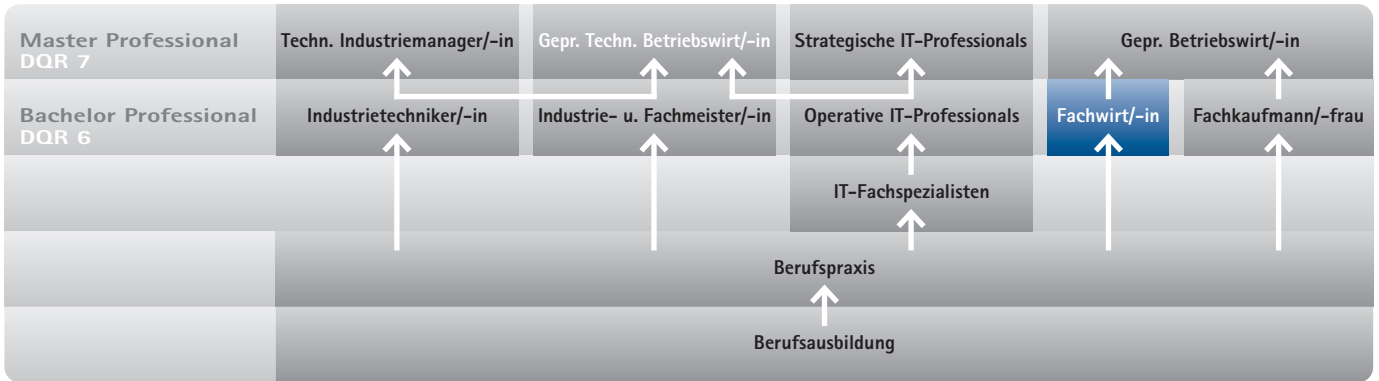 Master Professional
DQR 7
Techn. Industriemanager/-in
Gepr. Techn. Betriebswirt/-in
Strategische IT-Professionals
Gepr. Betriebswirt/-in
Bachelor Professional
DQR 6
Industrietechniker/-in
Industrie- u. Fachmeister/-in
Operative IT-Professionals
Fachwirt/-in
Fachkaufmann/-frau
IT-Fachspezialisten
Berufspraxis
Berufsausbildung